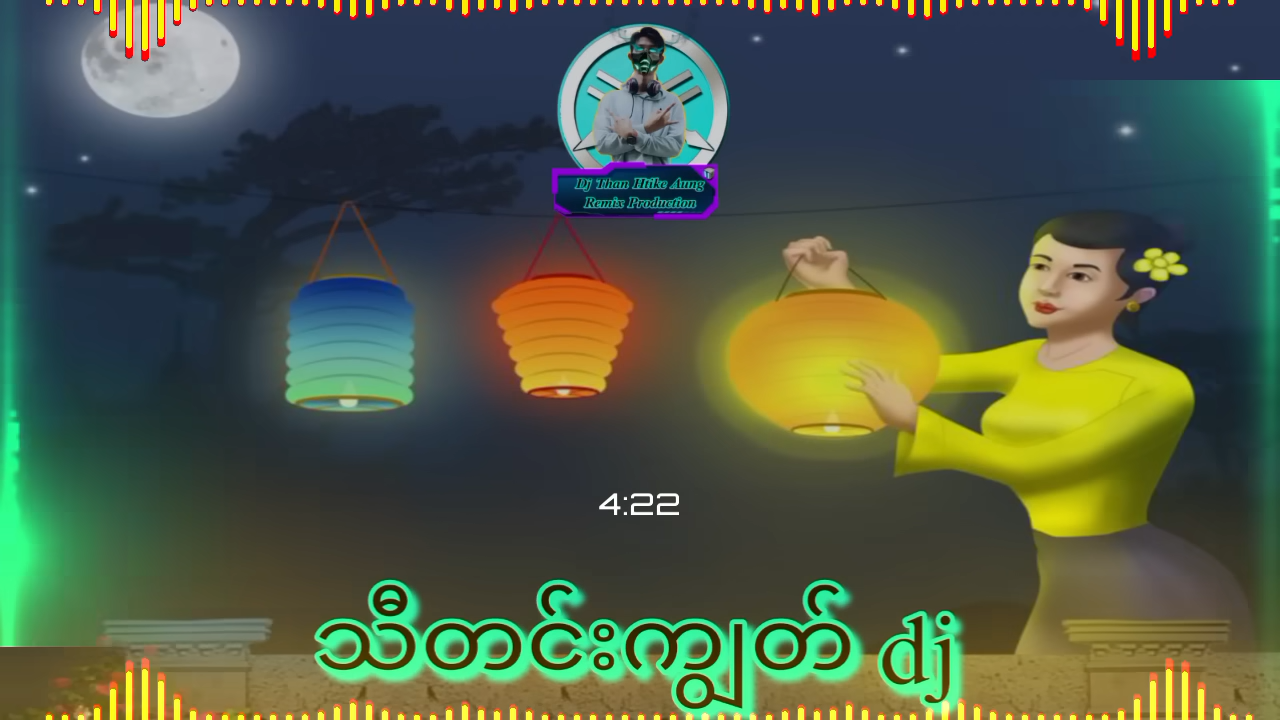 Dj Than Htike Aung
Remix Production
4:22
သီတင်းကျွတ် dj